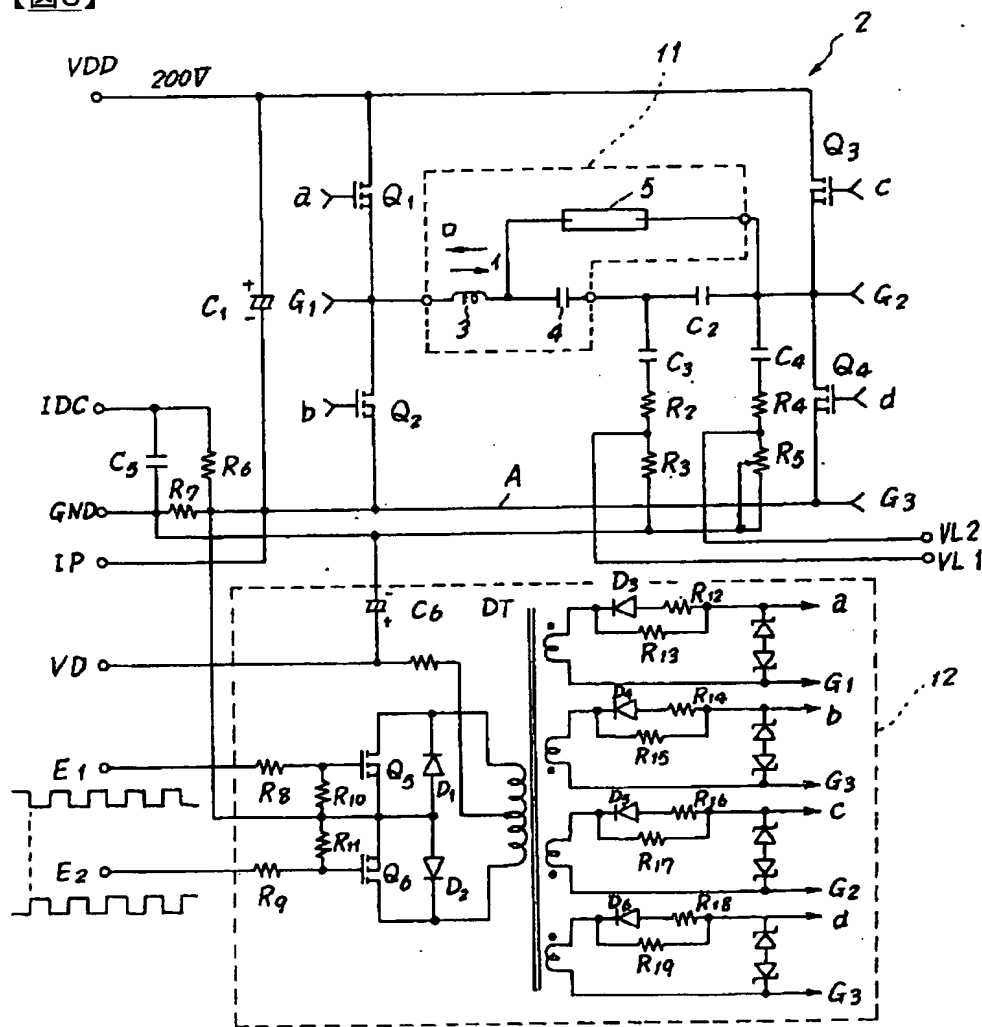 2
11
VDD 200V
Q3
a Q1 5 c
1
C1 + - G1 3 4 C2 G2
C3 C4 Q4
IDC b Q2 R2 R4 d
C5 R6 R3 R5
R7 A
GND G3
VL2
IP VL1
C6 - + DT D3 R12 a
R13
VD G1 12
D4 R14 b
R15
E1 Q5 D1 G3
R8 R10 D5 R16 c
R17
R11
E2 Q6 D2 G2
R9 D6 R18 d
R19
G3